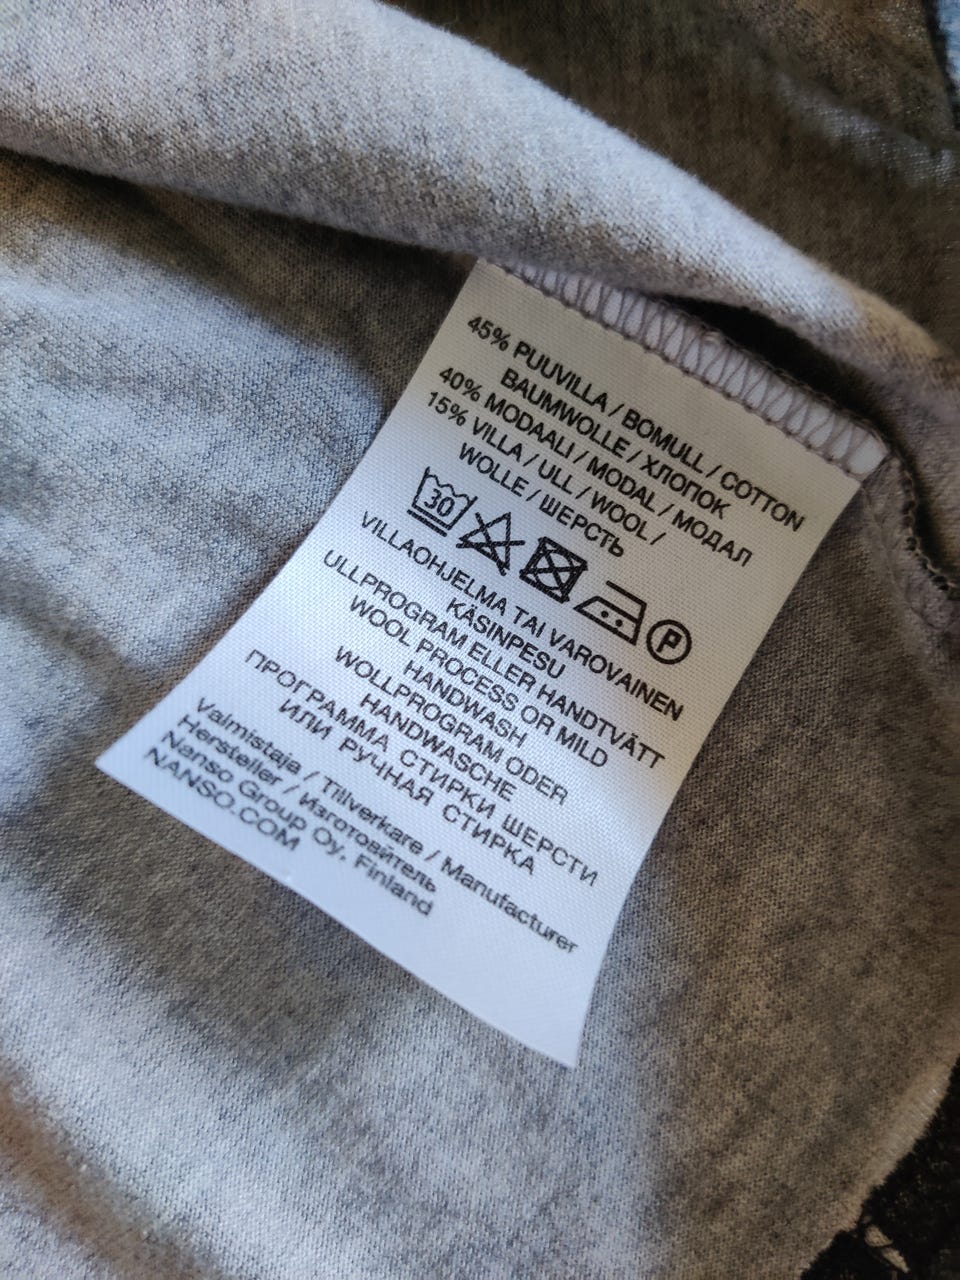 45% PUUVILLA / BOMULL / COTTON
BAUMWOLLE / ХЛОПОК
40% MODAALI / MODAL / МОДАЛ
15% VILLA / ULL / WOOL /
WOLLE / ШЕРСТЬ
30 P
VILLAOHJELMA TAI VAROVAINEN
KÄSINPESU
ULLPROGRAM ELLER HANDTVÄTT
WOOL PROCESS OR MILD
HANDWASH
WOLLPROGRAM ODER
HANDWASCHE
ПРОГРАММА СТИРКИ ШЕРСТИ
ИЛИ РУЧНАЯ СТИРКА
Valmistaja / Tillverkare / Manufacturer
Hersteller / Изготовйтель
Nanso Group Oy, Finland
NANSO.COM